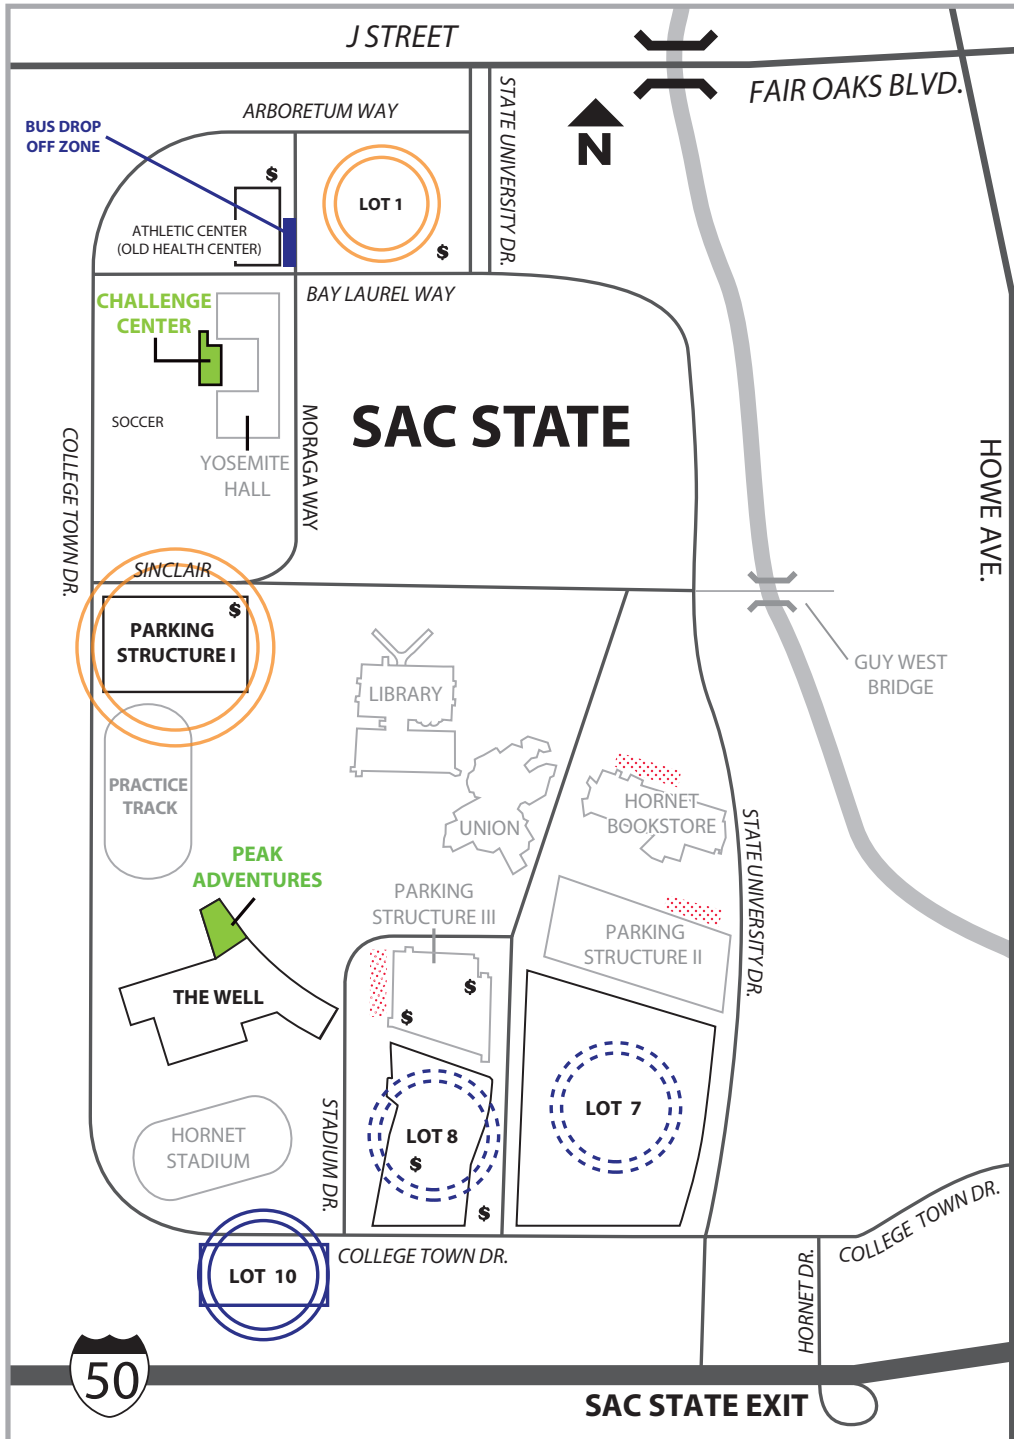 J STREET
FAIR OAKS BLVD.
ARBORETUM WAY
STATE UNIVERSITY DR.
N
BUS DROP
OFF ZONE
$
LOT 1
ATHLETIC CENTER
(OLD HEALTH CENTER)
$
BAY LAUREL WAY
CHALLENGE
CENTER
SOCCER
MORAGA WAY
SAC STATE
YOSEMITE
HALL
COLLEGE TOWN DR.
HOWE AVE.
SINCLAIR
$
PARKING
STRUCTURE I
GUY WEST
BRIDGE
LIBRARY
PRACTICE
TRACK
UNION
HORNET
BOOKSTORE
STATE UNIVERSITY DR.
PEAK
ADVENTURES
PARKING
STRUCTURE III
PARKING
STRUCTURE II
THE WELL
$
$
LOT 7
LOT 8
$
STADIUM DR.
HORNET
STADIUM
$
COLLEGE TOWN DR.
COLLEGE TOWN DR.
LOT 10
HORNET DR.
50
SAC STATE EXIT